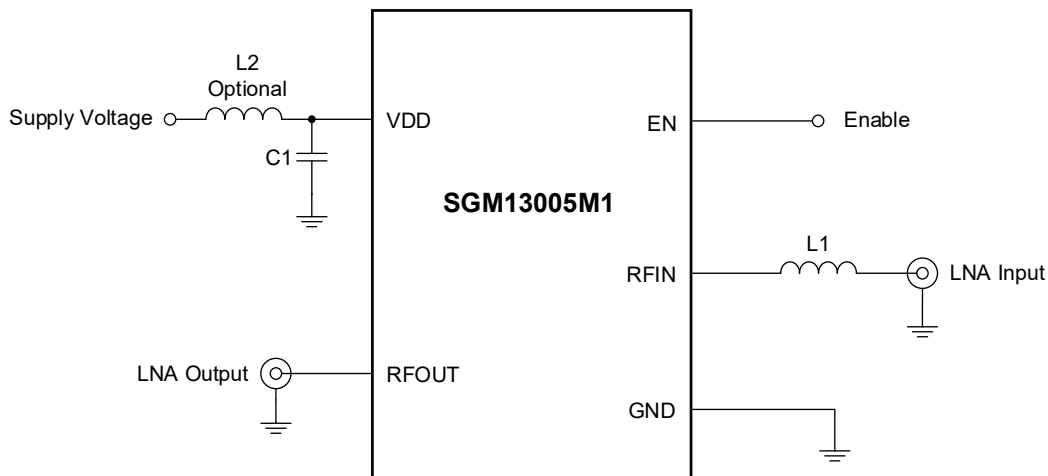 L2
Optional
Supply Voltage
VDD
EN
Enable
C1
SGM13005M1
L1
RFIN
LNA Input
LNA Output
RFOUT
GND